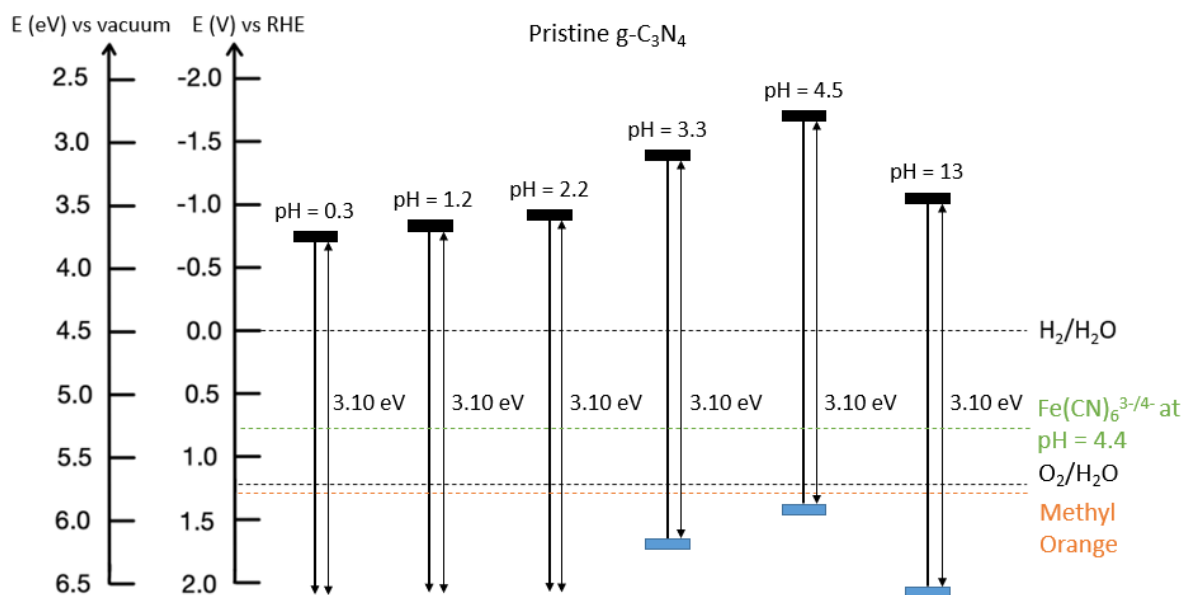 E (eV) vs vacuum
E (V) vs RHE
Pristine g-C₃N₄
2.5
3.0
3.5
4.0
4.5
5.0
5.5
6.0
6.5
-2.0
-1.5
-1.0
-0.5
0.0
0.5
1.0
1.5
2.0
pH = 0.3
pH = 1.2
pH = 2.2
pH = 3.3
pH = 4.5
pH = 13
3.10 eV
3.10 eV
3.10 eV
3.10 eV
3.10 eV
3.10 eV
H₂/H₂O
Fe(CN)₆³⁻/⁴⁻ at
pH = 4.4
O₂/H₂O
Methyl
Orange